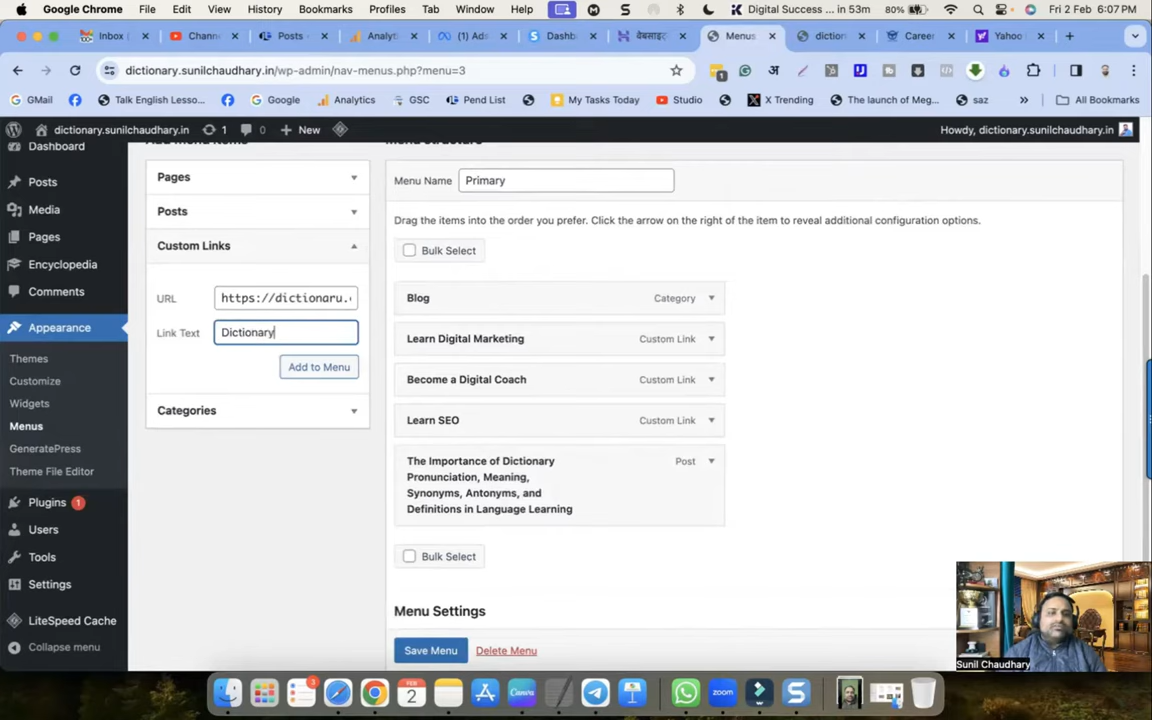 Google Chrome File Edit View History Bookmarks Profiles Tab Window Help Digital Success ... in 53m 80% Fri 2 Feb 6:07 PM
Inbox ( Chann Posts - Analyti (1) Ads Dashb वेबसाइट Menus diction Career Yahoo
dictionary.sunilchaudhary.in/wp-admin/nav-menus.php?menu=3
GMail Talk English Lesso... Google Analytics GSC Pend List My Tasks Today Studio X Trending The launch of Meg... saz All Bookmarks
dictionary.sunilchaudhary.in 1 0 New Howdy, dictionary.sunilchaudhary.in
Dashboard
Posts
Media
Pages
Encyclopedia
Comments
Appearance
Themes
Customize
Widgets
Menus
GeneratePress
Theme File Editor
Plugins 1
Users
Tools
Settings
LiteSpeed Cache
Collapse menu
Pages
Posts
Custom Links
URL https://dictionaru.
Link Text Dictionary
Add to Menu
Categories
Menu Name Primary
Drag the items into the order you prefer. Click the arrow on the right of the item to reveal additional configuration options.
Bulk Select
Blog Category
Learn Digital Marketing Custom Link
Become a Digital Coach Custom Link
Learn SEO Custom Link
The Importance of Dictionary Post
Pronunciation, Meaning,
Synonyms, Antonyms, and
Definitions in Language Learning
Bulk Select
Menu Settings
Save Menu Delete Menu
Sunil Chaudhary
3 FEB 2 Canva zoom